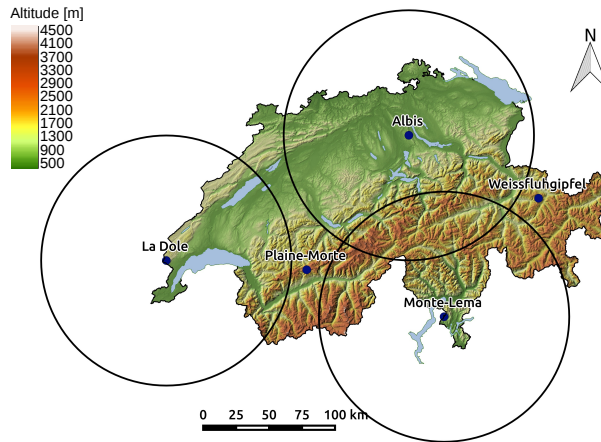 Altitude [m]
4500
4100
3700
3300
2900
2500
2100
1700
1300
900
500
N
Albis
Weissfluhgipfel
La Dole
Plaine-Morte
Monte-Lema
0 25 50 75 100 km